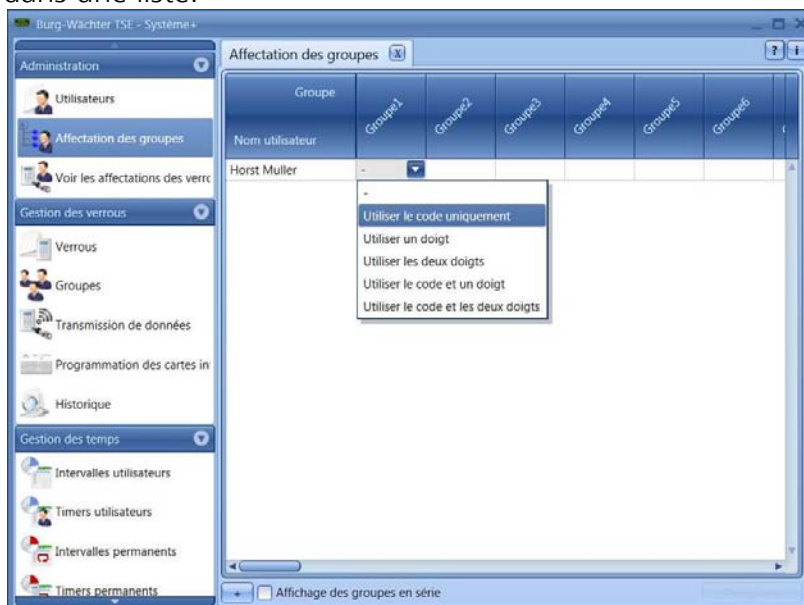 dans une liste.
Burg-Wächter TSE - Système+
Administration
Utilisateurs
Affectation des groupes
Voir les affectations des verrc
Gestion des verrous
Verrous
Groupes
Transmission de données
Programmation des cartes in
Historique
Gestion des temps
Intervalles utilisateurs
Timers utilisateurs
Intervalles permanents
Timers permanents
Affectation des groupes
Groupe
Nom utilisateur
Groupe1
Groupe2
Groupe3
Groupe4
Groupe5
Groupe6
Horst Muller
-
-
Utiliser le code uniquement
Utiliser un doigt
Utiliser les deux doigts
Utiliser le code et un doigt
Utiliser le code et les deux doigts
+ Affichage des groupes en série